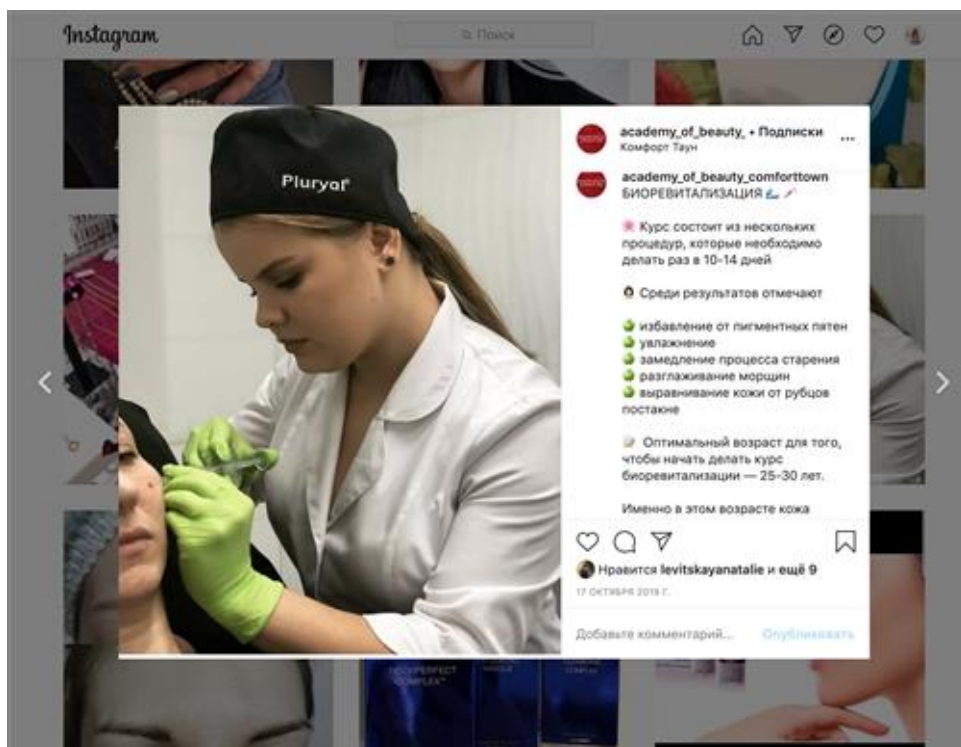 Instagram
Поиск
Pluryal®
academy_of_beauty_ • Подписки
Комфорт Таун
academy_of_beauty_comforttown
БИОРЕВИТАЛИЗАЦИЯ
Курс состоит из нескольких
процедур, которые необходимо
делать раз в 10-14 дней
Среди результатов отмечают
избавление от пигментных пятен
увлажнение
замедление процесса старения
разглаживание морщин
выравнивание кожи от рубцов
постакне
Оптимальный возраст для того,
чтобы начать делать курс
биоревитализации — 25-30 лет.
Именно в этом возрасте кожа
Нравится levitskayanatalie и ещё 9
17 ОКТЯБРЯ 2019 Г.
Добавьте комментарий...
Опубликовать
COMPLEX